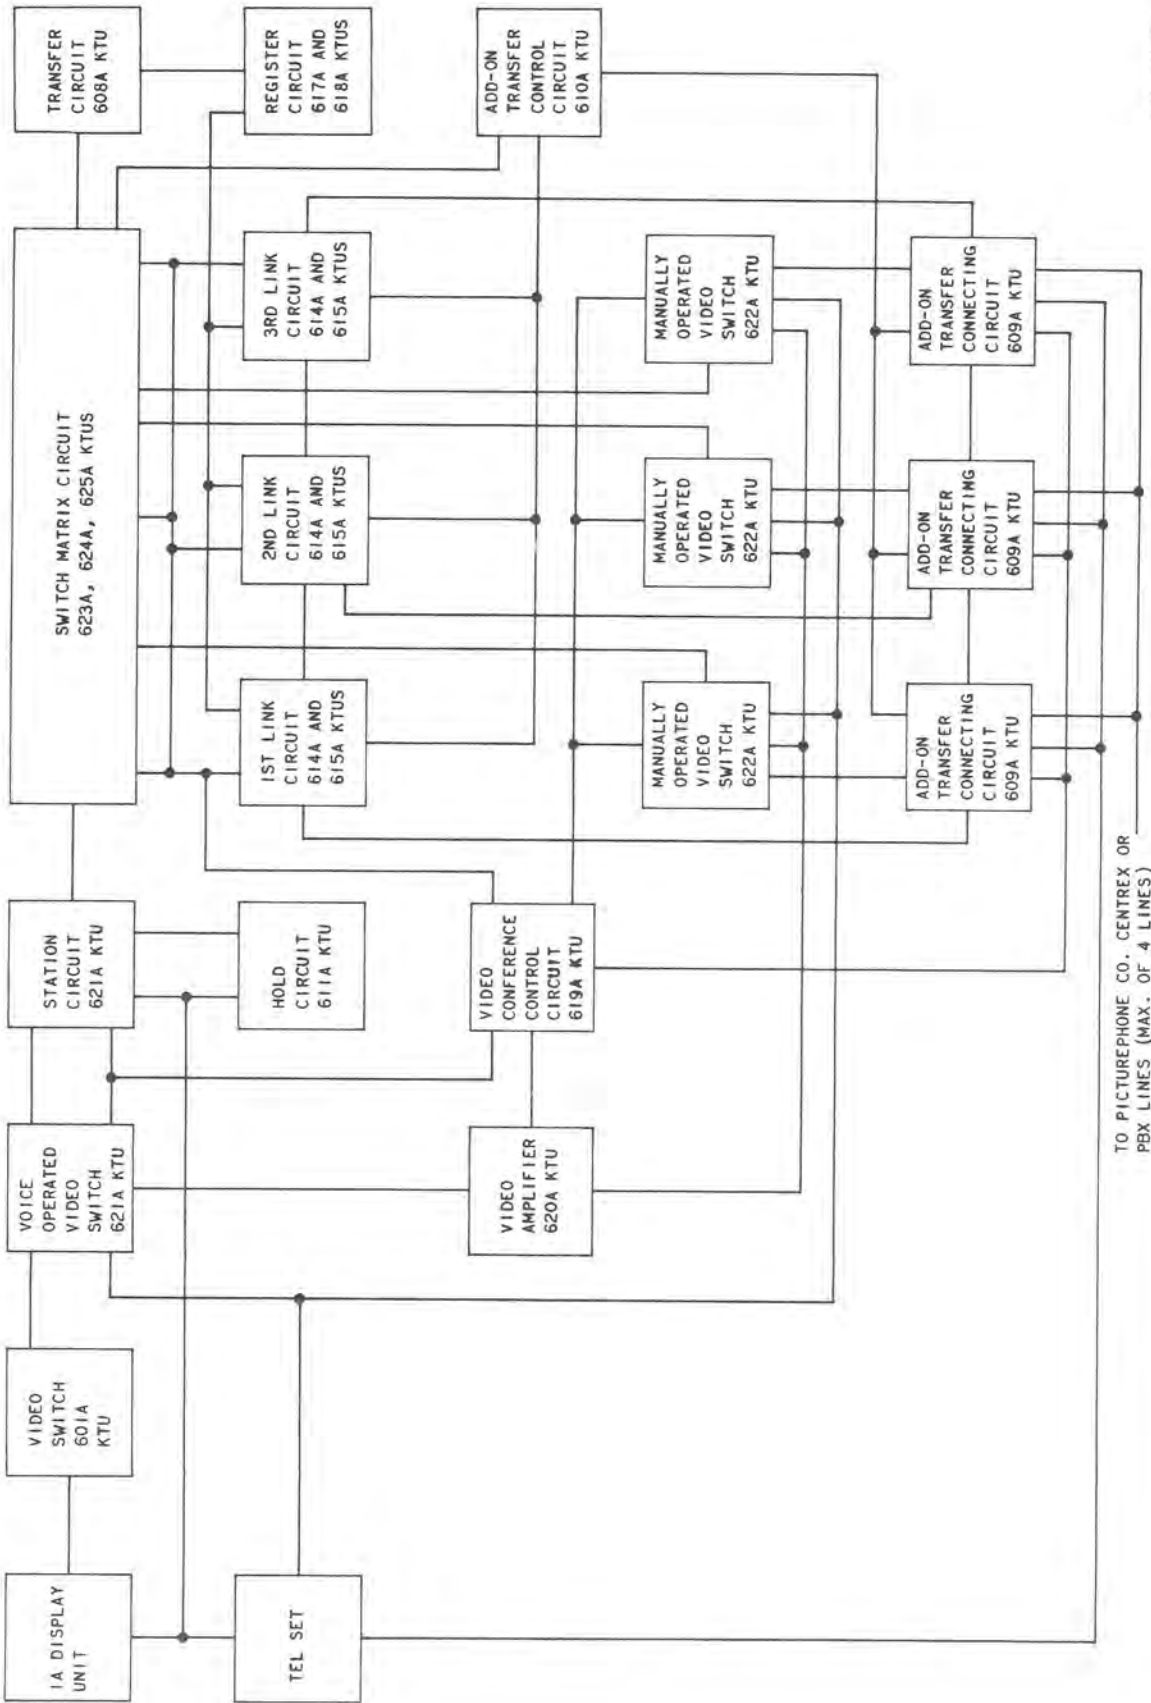 1A DISPLAY
UNIT
VIDEO
SWITCH
601A
KTU
VOICE
OPERATED
VIDEO
SWITCH
621A KTU
STATION
CIRCUIT
621A KTU
SWITCH MATRIX CIRCUIT
623A, 624A, 625A KTUS
TRANSFER
CIRCUIT
608A KTU
TEL SET
HOLD
CIRCUIT
611A KTU
1ST LINK
CIRCUIT
614A AND
615A KTUS
2ND LINK
CIRCUIT
614A AND
615A KTUS
3RD LINK
CIRCUIT
614A AND
615A KTUS
REGISTER
CIRCUIT
617A AND
618A KTUS
VIDEO
AMPLIFIER
620A KTU
VIDEO
CONFERENCE
CONTROL
CIRCUIT
619A KTU
ADD-ON
TRANSFER
CONTROL
CIRCUIT
610A KTU
MANUALLY
OPERATED
VIDEO
SWITCH
622A KTU
MANUALLY
OPERATED
VIDEO
SWITCH
622A KTU
MANUALLY
OPERATED
VIDEO
SWITCH
622A KTU
ADD-ON
TRANSFER
CONNECTING
CIRCUIT
609A KTU
ADD-ON
TRANSFER
CONNECTING
CIRCUIT
609A KTU
ADD-ON
TRANSFER
CONNECTING
CIRCUIT
609A KTU
TO PICTUREPHONE CO. CENTREX OR
PBX LINES (MAX. OF 4 LINES)